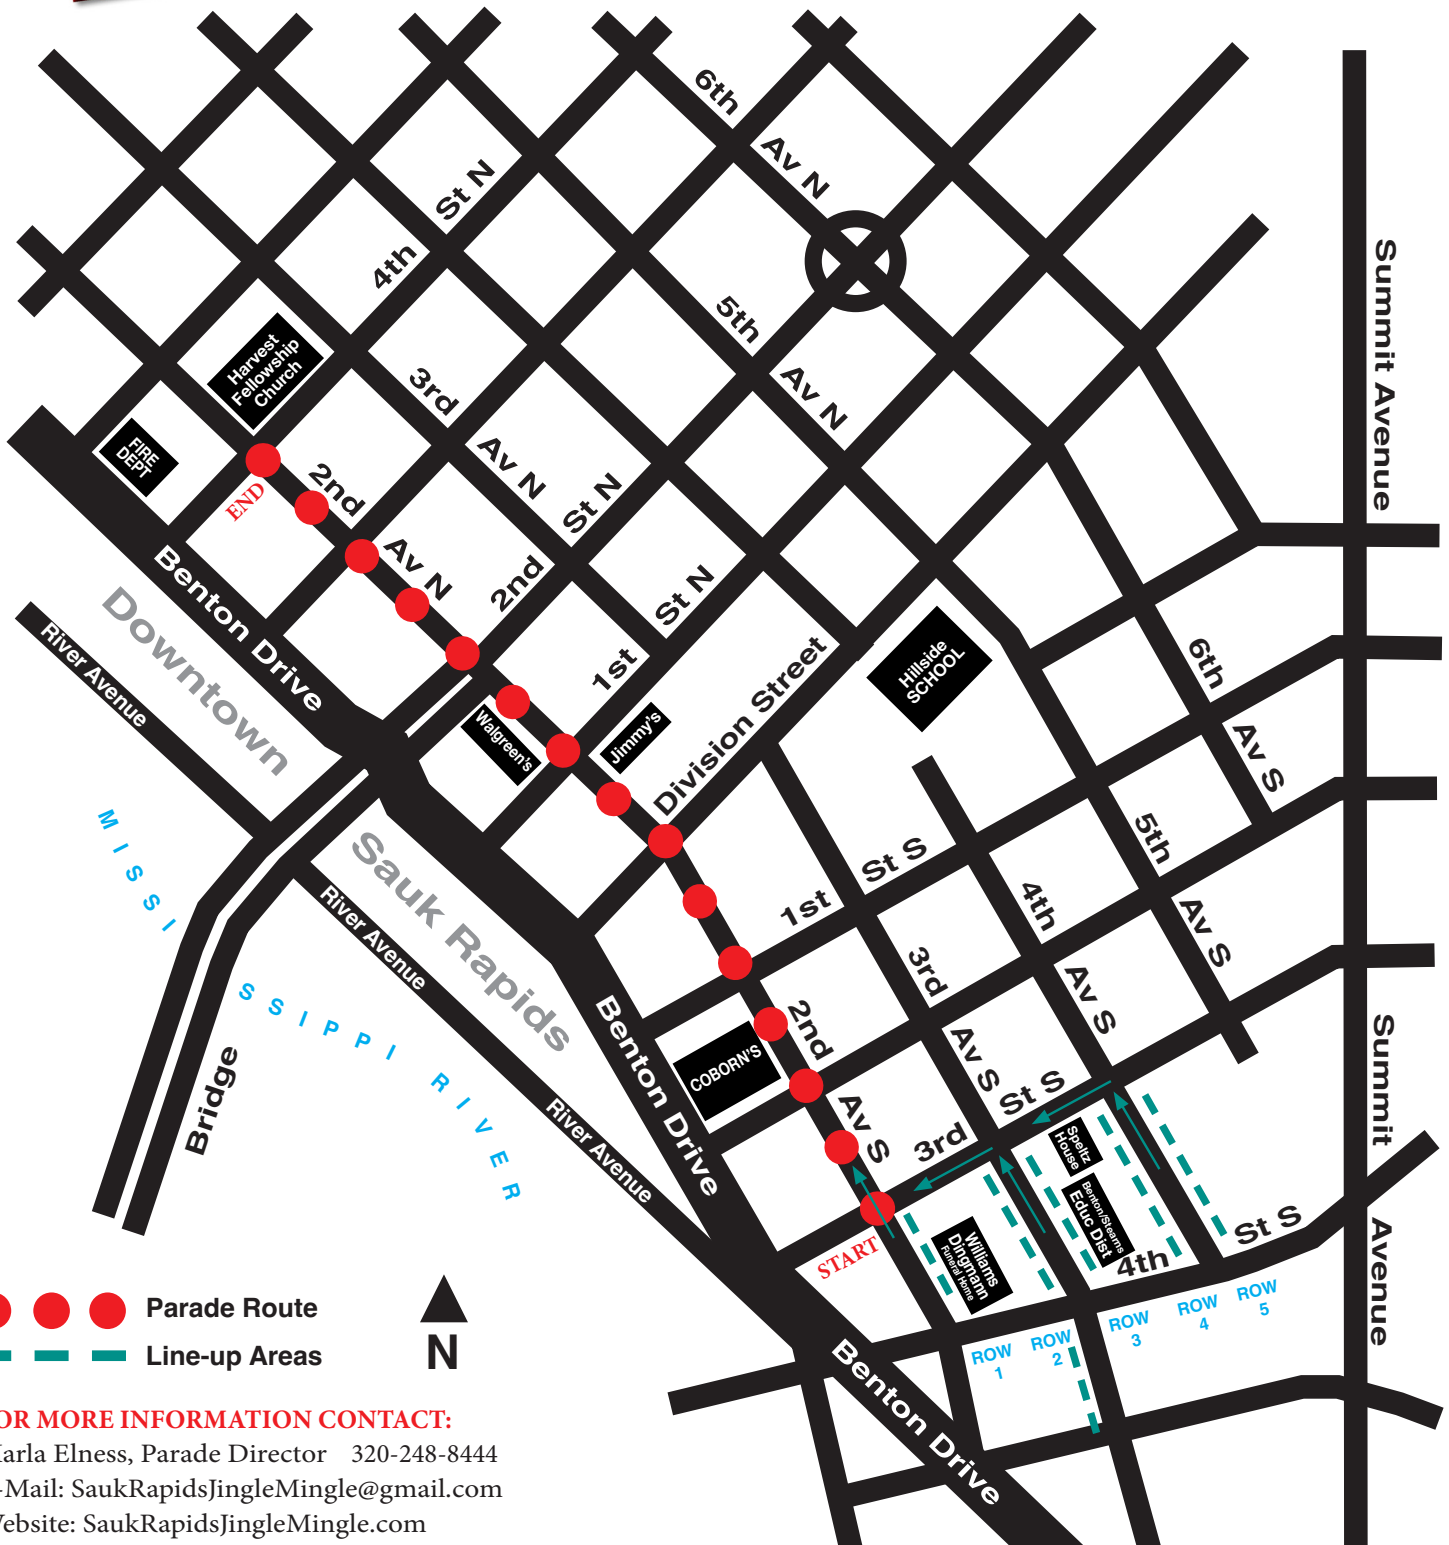 6th
Av N
St N
4th
5th
Av N
Summit Avenue
Harvest
Fellowship
Church
3rd
Av N
FIRE
DEPT
END
2nd
Av N
St N
2nd
St N
1st
Benton Drive
Downtown
River Avenue
Walgreen's
Jimmy's
Division Street
Hillside
SCHOOL
6th
Av S
5th
Av S
St S
1st
4th
Av S
3rd
Av S
MISSI
SSIPPI RIVER
Sauk Rapids
River Avenue
Bridge
Benton Drive
COBORN'S
2nd
Av S
River Avenue
St S
3rd
START
Speltz
House
Benton/Stearns
Educ Dist
Williams
Dingmann
Funeral Home
4th
St S
Summit
Avenue
ROW
1
ROW
2
ROW
3
ROW
4
ROW
5
Benton Drive
Parade Route
Line-up Areas
N
OR MORE INFORMATION CONTACT:
arla Elness, Parade Director 320-248-8444
-Mail: SaukRapidsJingleMingle@gmail.com
ebsite: SaukRapidsJingleMingle.com